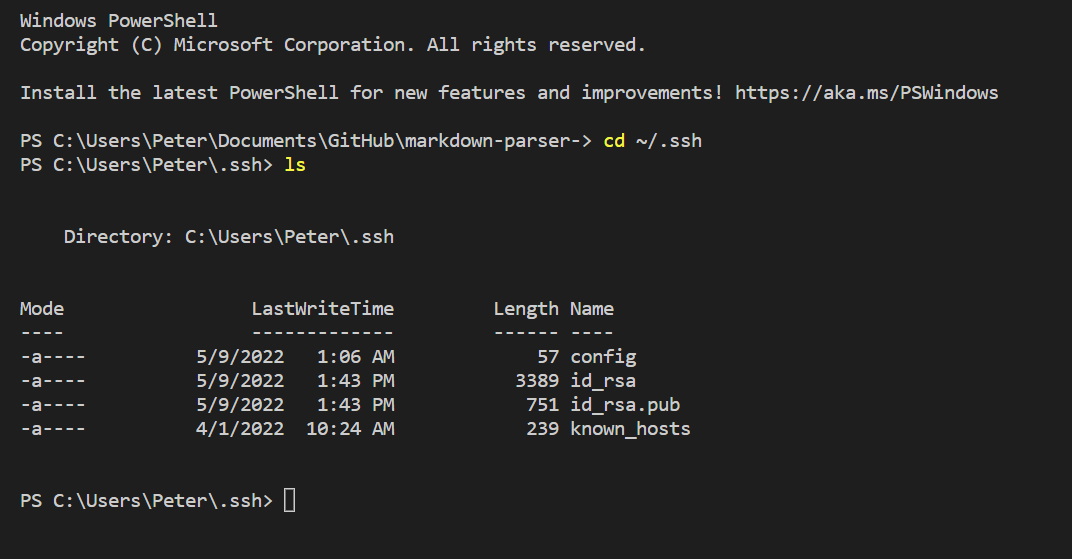 Windows PowerShell
Copyright (C) Microsoft Corporation. All rights reserved.
Install the latest PowerShell for new features and improvements! https://aka.ms/PSWindows
PS C:\Users\Peter\Documents\GitHub\markdown-parser-> cd ~/.ssh
PS C:\Users\Peter\.ssh> ls
    Directory: C:\Users\Peter\.ssh
Mode                 LastWriteTime         Length Name
----                 -------------         ------ ----
-a----          5/9/2022   1:06 AM             57 config
-a----          5/9/2022   1:43 PM           3389 id_rsa
-a----          5/9/2022   1:43 PM            751 id_rsa.pub
-a----          4/1/2022  10:24 AM            239 known_hosts
PS C:\Users\Peter\.ssh>